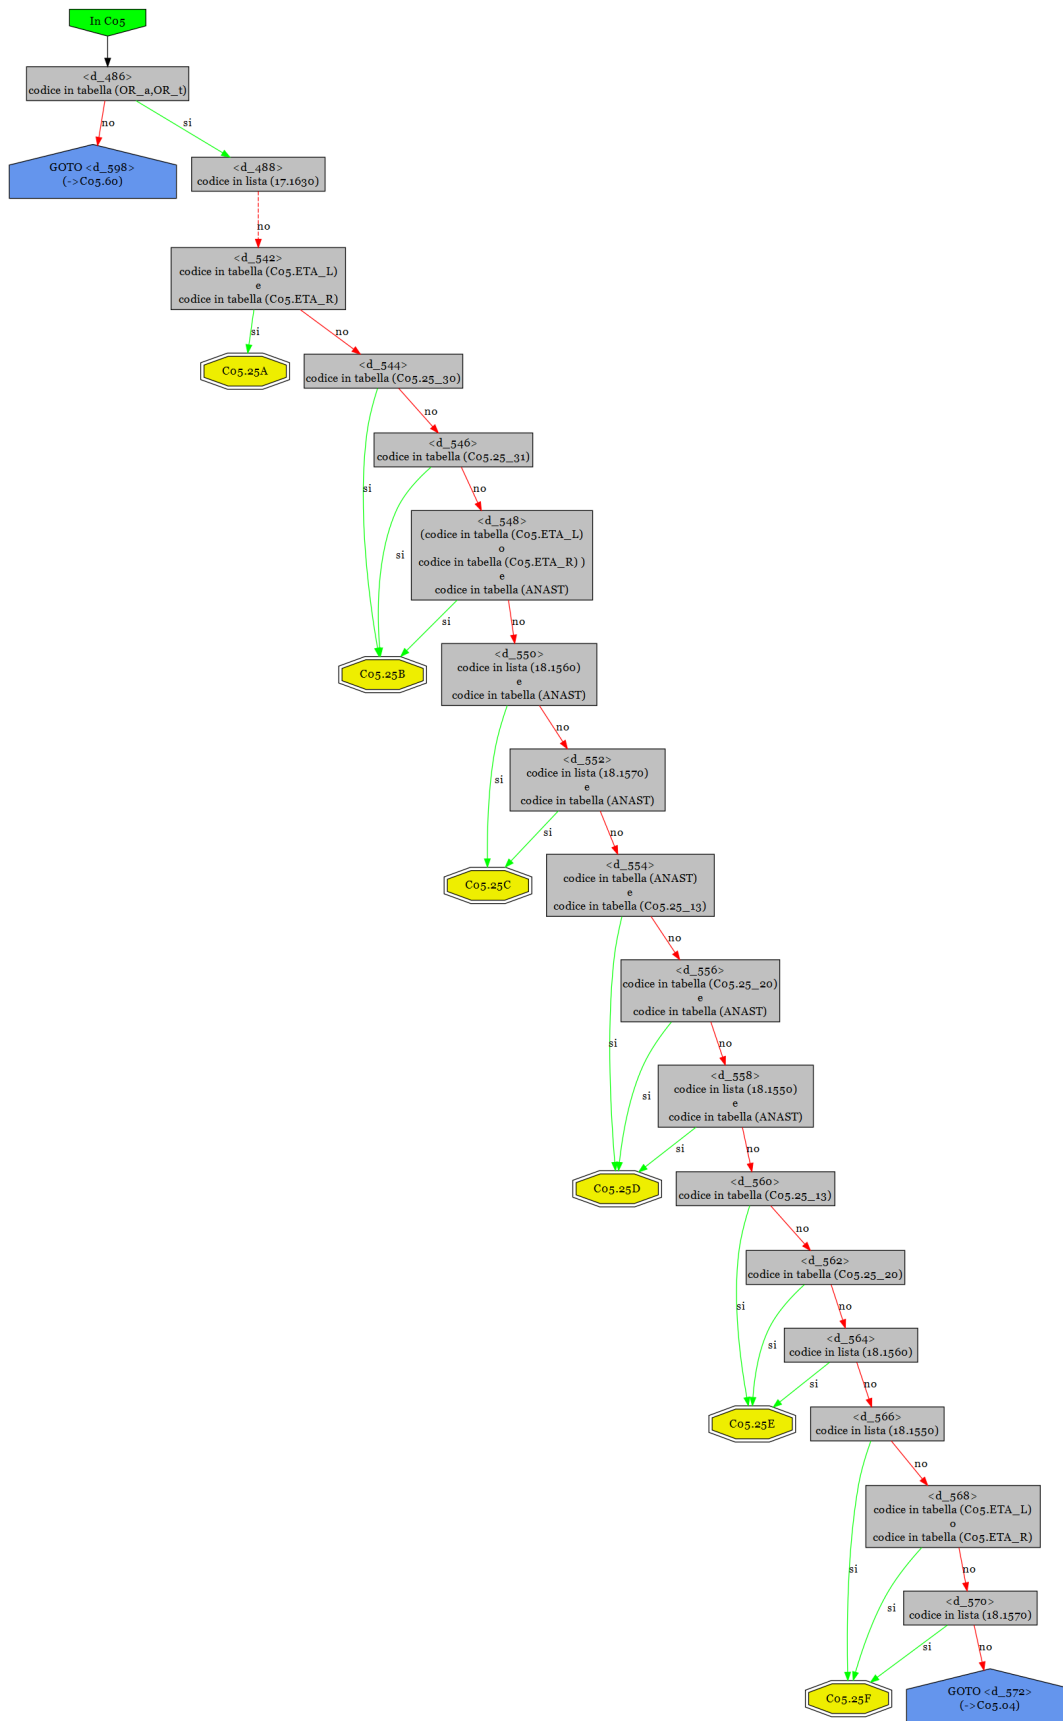 In C05
<d_486>
codice in tabella (OR_a,OR_t)
no
si
GOTO <d_598>
(->C05.60)
<d_488>
codice in lista (17.1630)
no
<d_542>
codice in tabella (C05.ETA_L)
e
codice in tabella (C05.ETA_R)
si
no
C05.25A
<d_544>
codice in tabella (C05.25_30)
no
<d_546>
codice in tabella (C05.25_31)
si
no
<d_548>
(codice in tabella (C05.ETA_L)
o
codice in tabella (C05.ETA_R) )
e
codice in tabella (ANAST)
si
si
no
<d_550>
codice in lista (18.1560)
e
codice in tabella (ANAST)
C05.25B
no
<d_552>
codice in lista (18.1570)
e
codice in tabella (ANAST)
si
si
no
<d_554>
codice in tabella (ANAST)
e
codice in tabella (C05.25_13)
C05.25C
no
<d_556>
codice in tabella (C05.25_20)
e
codice in tabella (ANAST)
si
no
<d_558>
codice in lista (18.1550)
e
codice in tabella (ANAST)
si
si
no
C05.25D
<d_560>
codice in tabella (C05.25_13)
no
<d_562>
codice in tabella (C05.25_20)
si
no
<d_564>
codice in lista (18.1560)
si
si
no
C05.25E
<d_566>
codice in lista (18.1550)
no
<d_568>
codice in tabella (C05.ETA_L)
o
codice in tabella (C05.ETA_R)
si
no
<d_570>
codice in lista (18.1570)
si
si
no
C05.25F
GOTO <d_572>
(->C05.04)